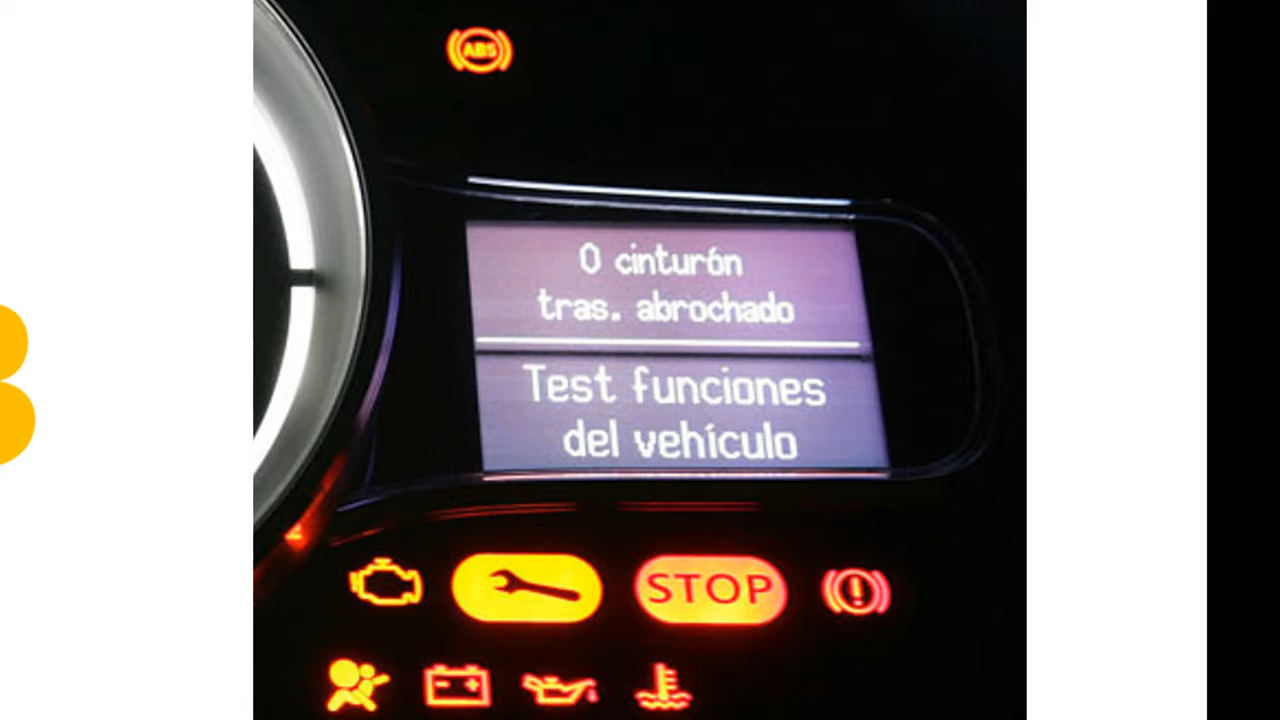 ABS
0 cinturón
tras. abrochado
Test funciones
del vehículo
STOP